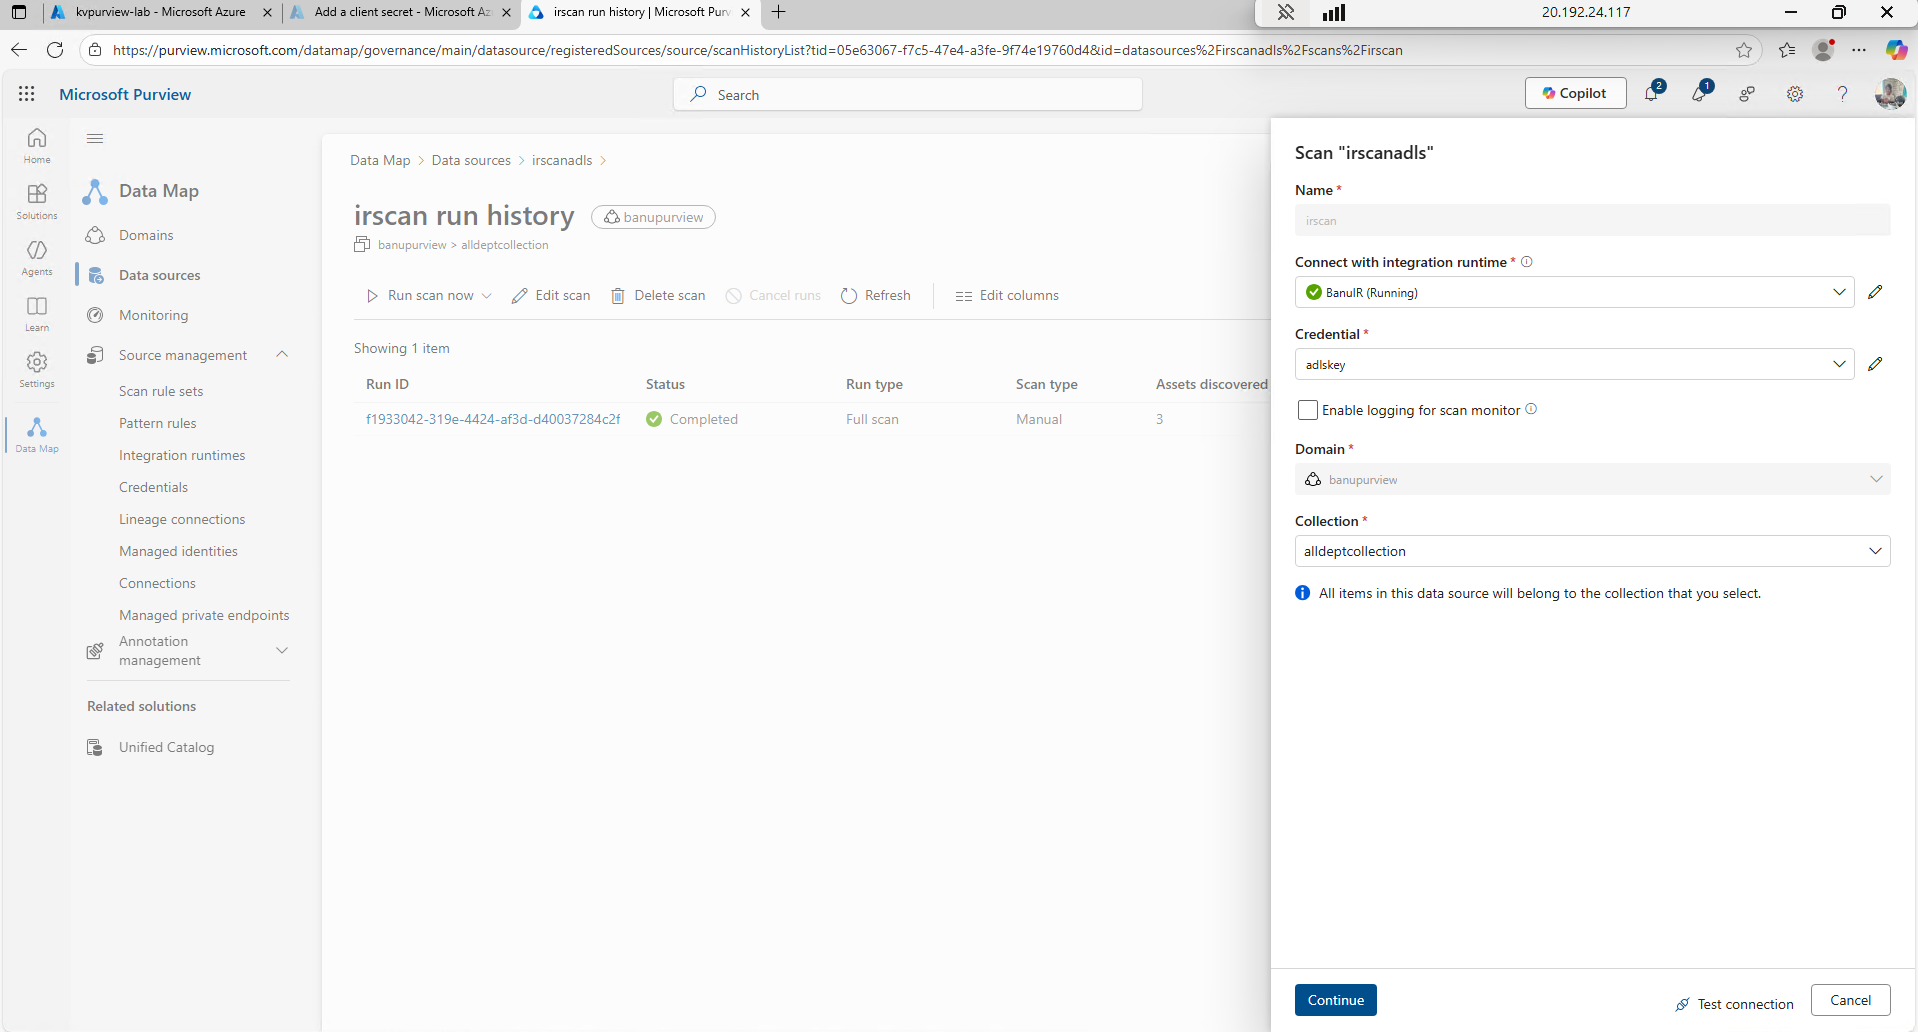 kvpurview-lab - Microsoft Azure
Add a client secret - Microsoft Az
irscan run history | Microsoft Purv
20.192.24.117
https://purview.microsoft.com/datamap/governance/main/datasource/registeredSources/source/scanHistoryList?tid=05e63067-f7c5-47e4-a3fe-9f74e19760d4&id=datasources%2Firscanadls%2Fscans%2Firscan
Microsoft Purview
Search
Copilot
2
1
Home
Solutions
Agents
Learn
Settings
Data Map
Data Map
Domains
Data sources
Monitoring
Source management
Scan rule sets
Pattern rules
Integration runtimes
Credentials
Lineage connections
Managed identities
Connections
Managed private endpoints
Annotation
management
Related solutions
Unified Catalog
Data Map > Data sources > irscanadls >
irscan run history banupurview
banupurview > alldeptcollection
Run scan now Edit scan Delete scan Cancel runs Refresh Edit columns
Showing 1 item
Run ID Status Run type Scan type Assets discovered
f1933042-319e-4424-af3d-d40037284c2f Completed Full scan Manual 3
Scan "irscanadls"
Name *
irscan
Connect with integration runtime *
BanuIR (Running)
Credential *
adlskey
Enable logging for scan monitor
Domain *
banupurview
Collection *
alldeptcollection
All items in this data source will belong to the collection that you select.
Continue
Test connection
Cancel